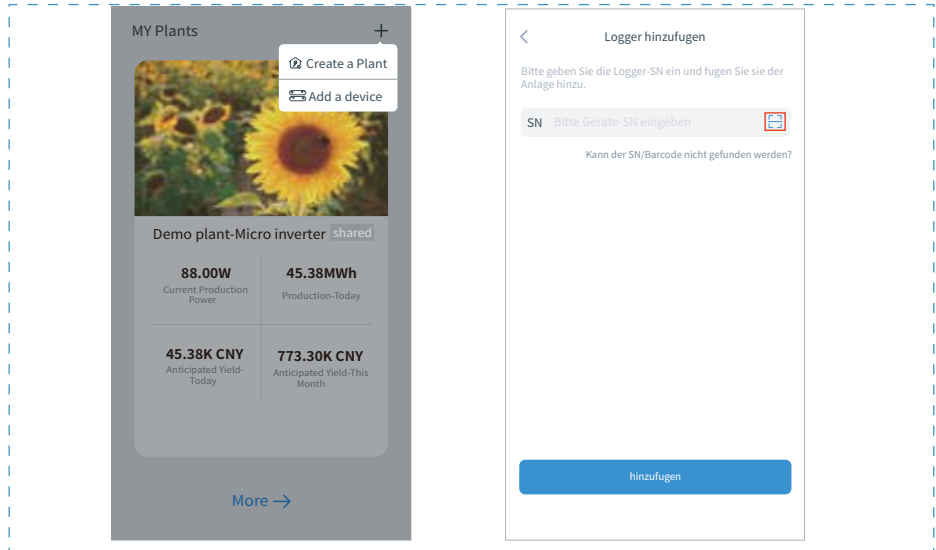 MY Plants
Create a Plant
Add a device
Demo plant-Micro inverter shared
88.00W
Current Production
Power
45.38MWh
Production-Today
45.38K CNY
Anticipated Yield-
Today
773.30K CNY
Anticipated Yield-This
Month
More
Logger hinzufugen
Bitte geben Sie die Logger-SN ein und fugen Sie sie der
Anlage hinzu.
SN Bitte Gerate-SN eingeben
Kann der SN/Barcode nicht gefunden werden?
hinzufugen